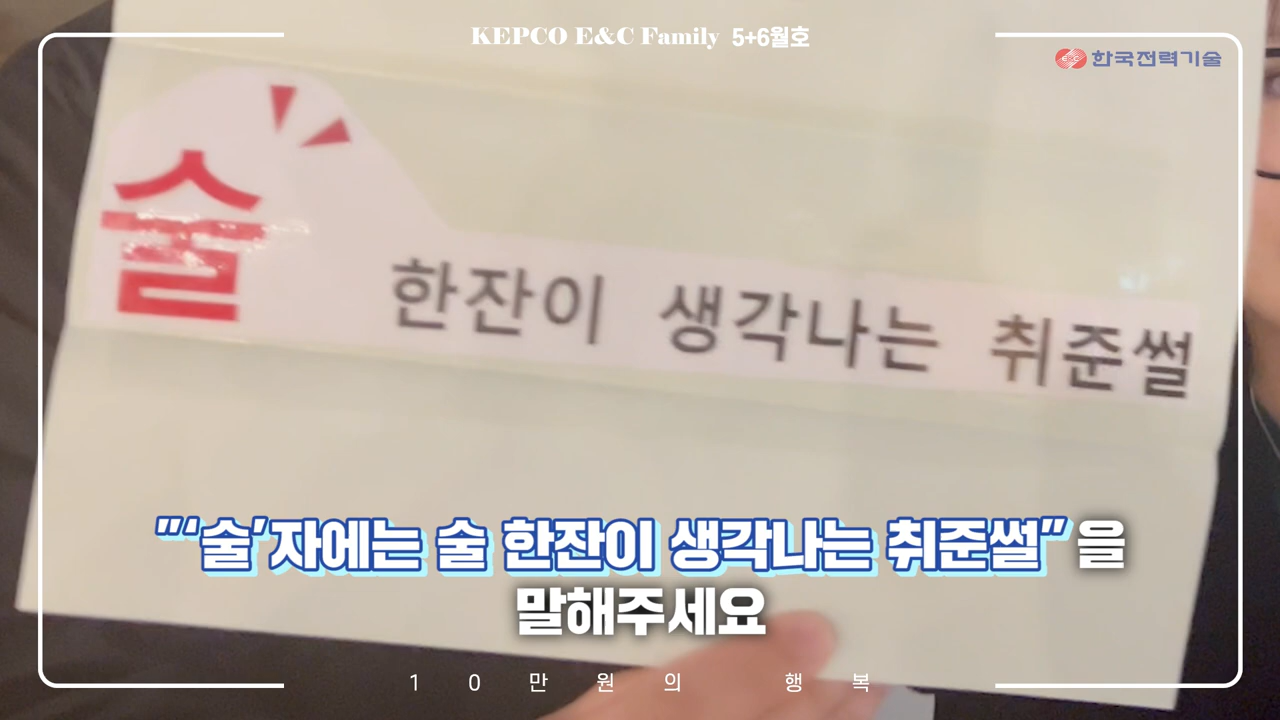 KEPCO E&C Family 5+6월호
한국전력기술
술
한잔이 생각나는 취준썰
"'술'자에는 술 한잔이 생각나는 취준썰"을
말해주세요
10만원의 행복